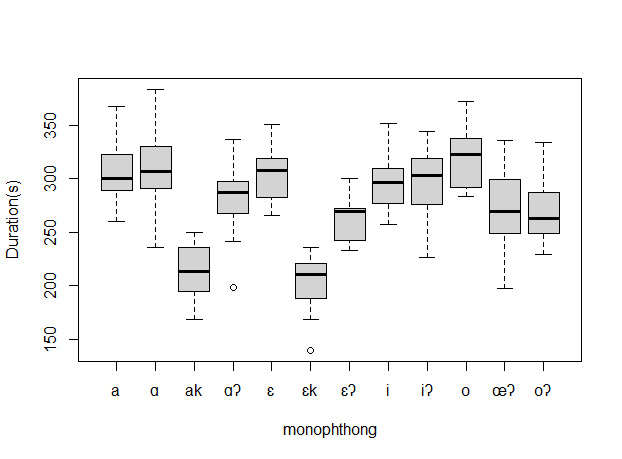 Duration(s)
350
300
250
200
150
a ɑ ak ɑʔ ɛ ɛk ɛʔ i iʔ o œʔ oʔ
monophthong